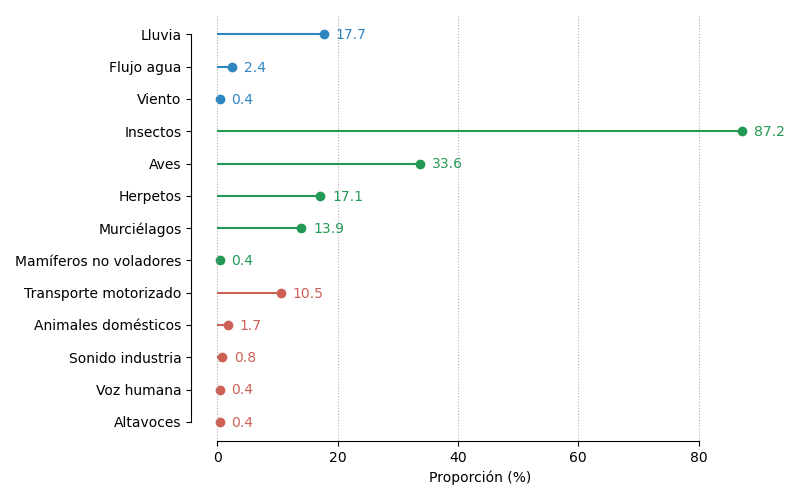 Lluvia 17.7
Flujo agua 2.4
Viento 0.4
Insectos 87.2
Aves 33.6
Herpetos 17.1
Murciélagos 13.9
Mamíferos no voladores 0.4
Transporte motorizado 10.5
Animales domésticos 1.7
Sonido industria 0.8
Voz humana 0.4
Altavoces 0.4
0 20 40 60 80
Proporción (%)